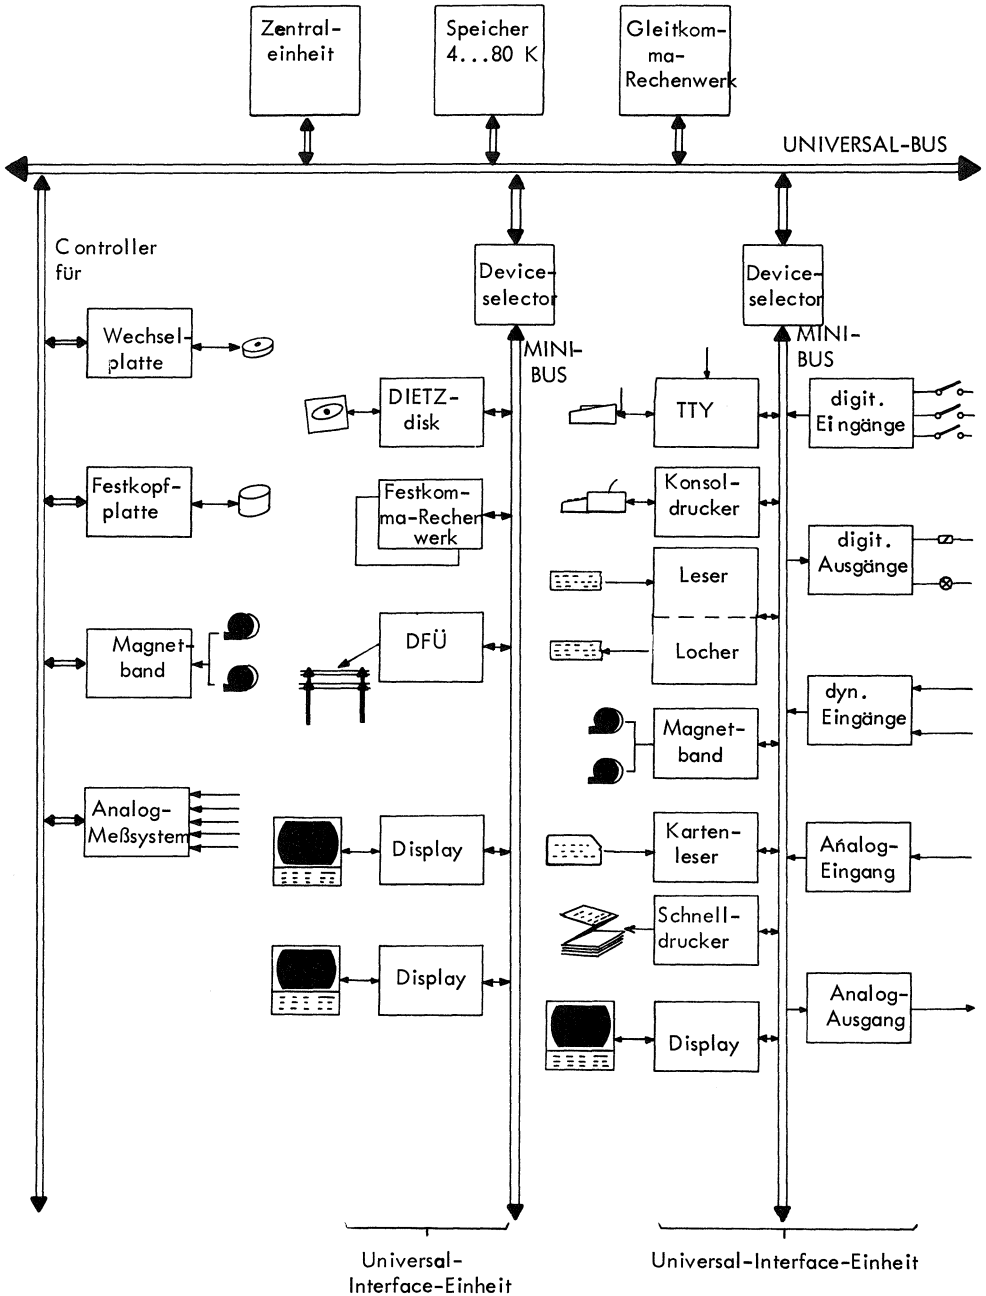 Zentral-
einheit
Speicher
4...80 K
Gleitkom-
ma-
Rechenwerk
UNIVERSAL-BUS
Controller
für
Wechsel-
platte
Festkopf-
platte
Magnet-
band
Analog-
Meßsystem
Device-
selector
MINI-
BUS
DIETZ-
disk
Festkom-
ma-Rechen
werk
DFÜ
Display
Display
Universal-
Interface-Einheit
Device-
selector
MINI-
BUS
TTY
Konsol-
drucker
Leser
Locher
Magnet-
band
Karten-
leser
Schnell-
drucker
Display
digit.
Eingänge
digit.
Ausgänge
dyn.
Eingänge
Analog-
Eingang
Analog-
Ausgang
Universal-Interface-Einheit